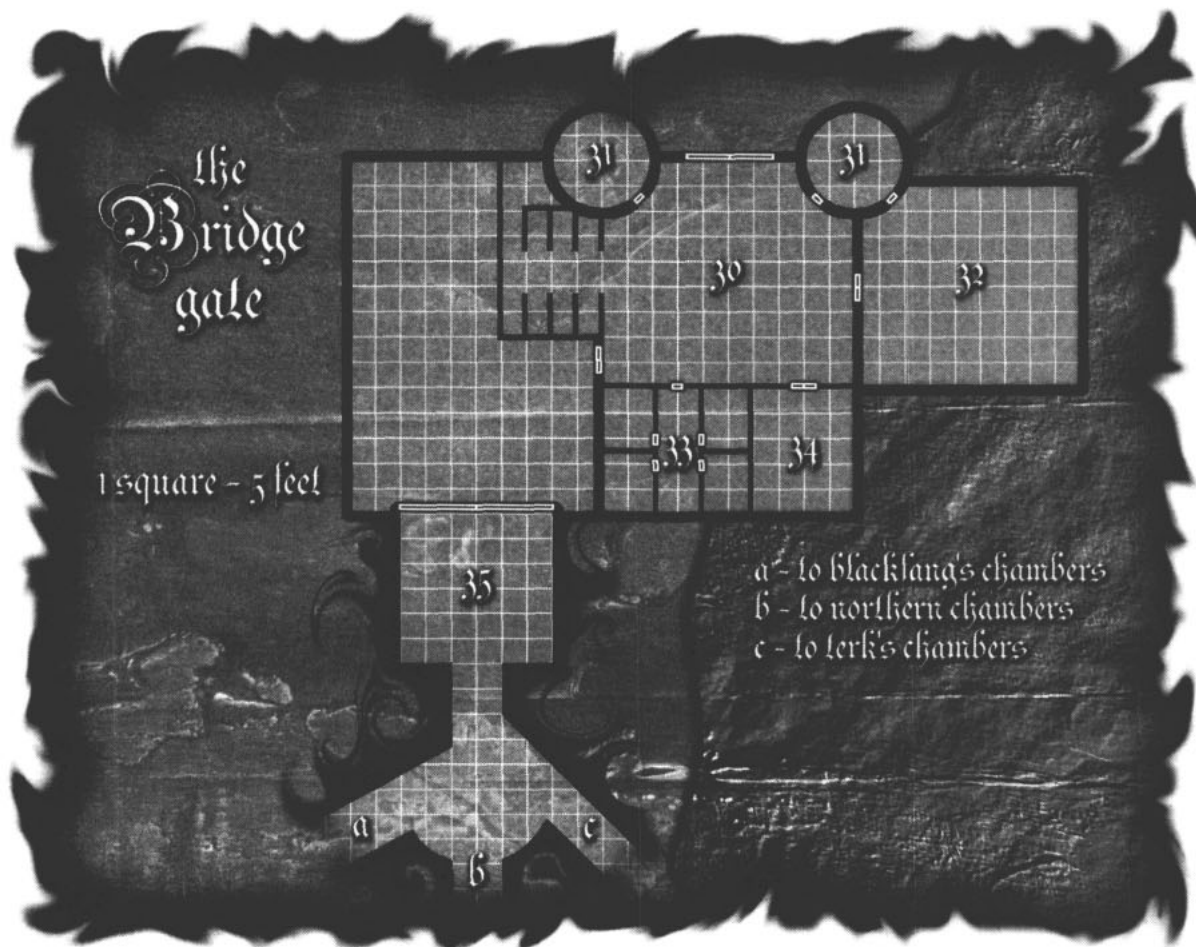 the
Bridge
gate
31
31
30
32
1 square - 5 feet
33
34
35
a - to blackfang's chambers
b - to northern chambers
c - to terk's chambers
a
c
b